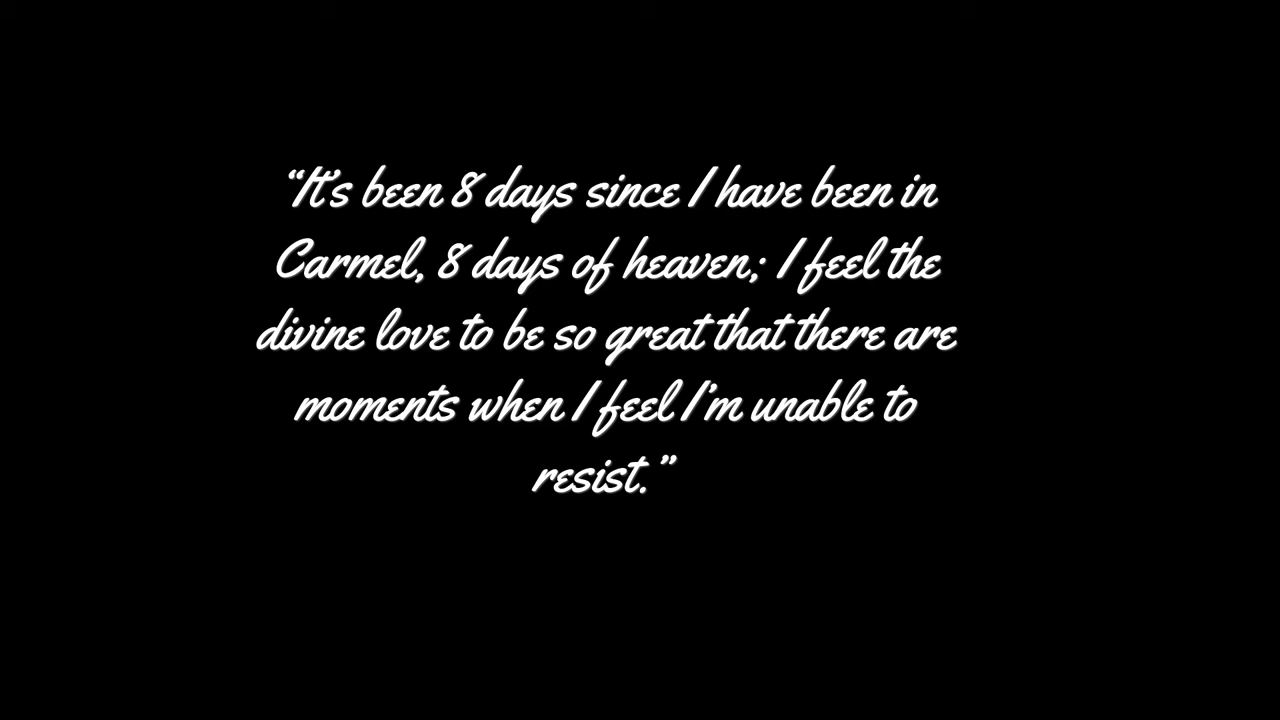 “It’s been 8 days since I have been in
Carmel, 8 days of heaven; I feel the
divine love to be so great that there are
moments when I feel I’m unable to
resist.”